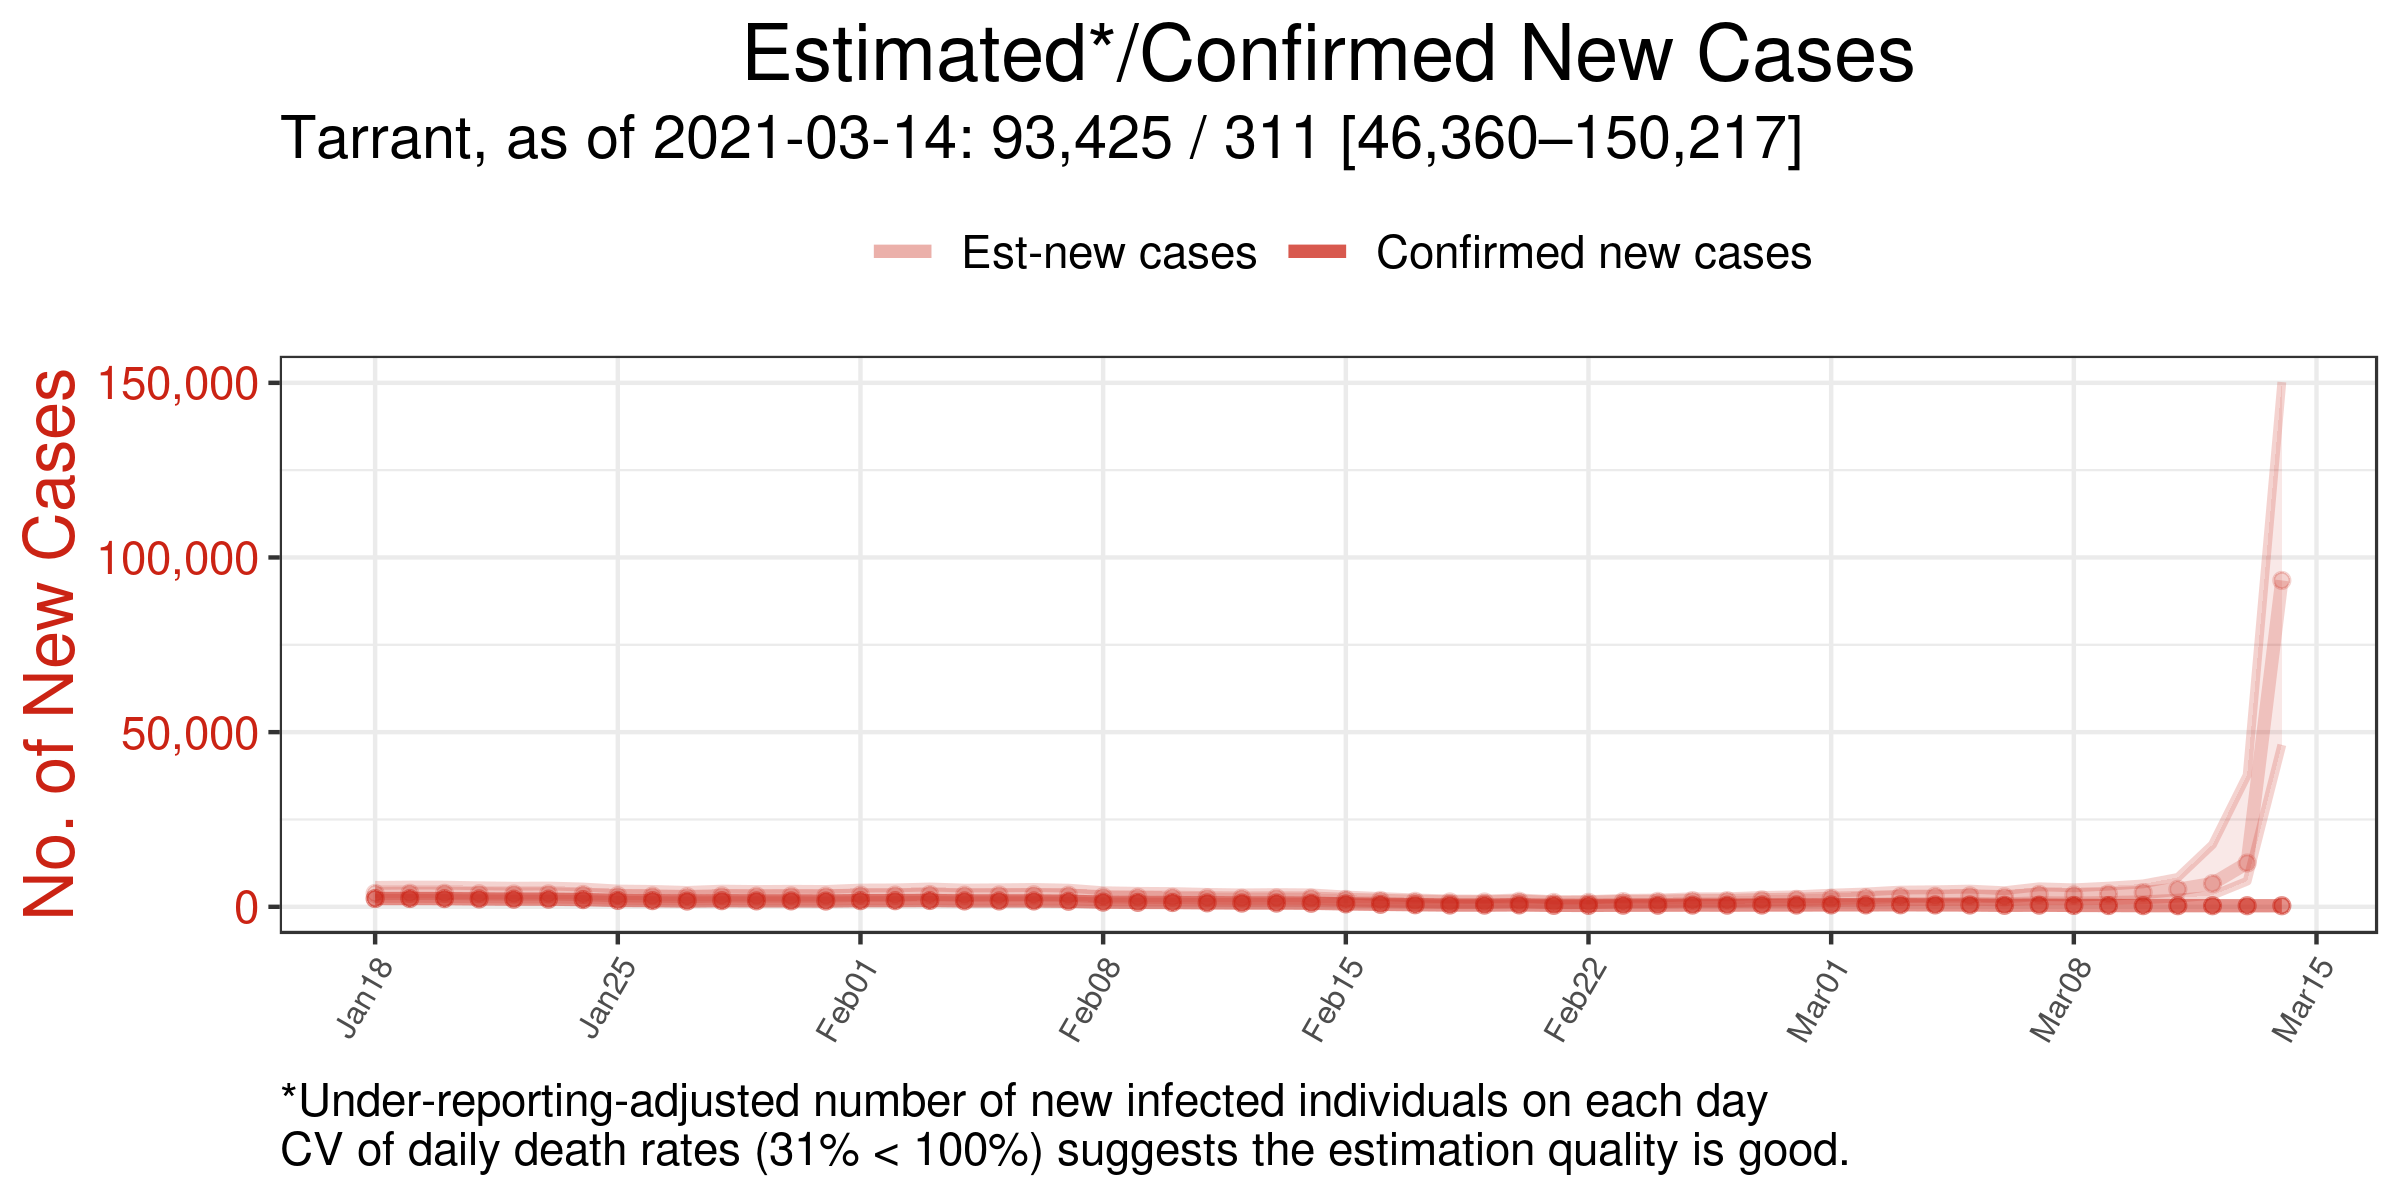 Estimated*/Confirmed New Cases
Tarrant, as of 2021-03-14: 93,425 / 311 [46,360–150,217]
Est-new cases
Confirmed new cases
No. of New Cases
150,000
100,000
50,000
0
Jan18
Jan25
Feb01
Feb08
Feb15
Feb22
Mar01
Mar08
Mar15
*Under-reporting-adjusted number of new infected individuals on each day
CV of daily death rates (31% < 100%) suggests the estimation quality is good.